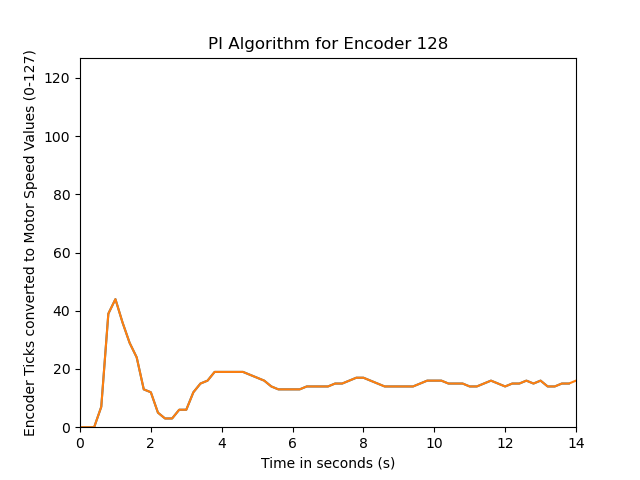 PI Algorithm for Encoder 128
Encoder Ticks converted to Motor Speed Values (0-127)
120
100
80
60
40
20
0
0 2 4 6 8 10 12 14
Time in seconds (s)